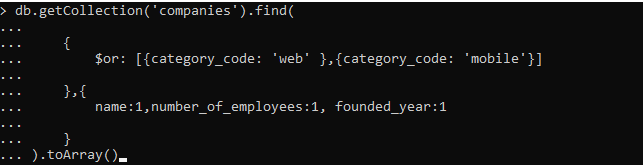 > db.getCollection('companies').find(
...
... {
... $or: [{category_code: 'web' },{category_code: 'mobile'}]
...
... },{
... name:1,number_of_employees:1, founded_year:1
...
... }
... ).toArray()